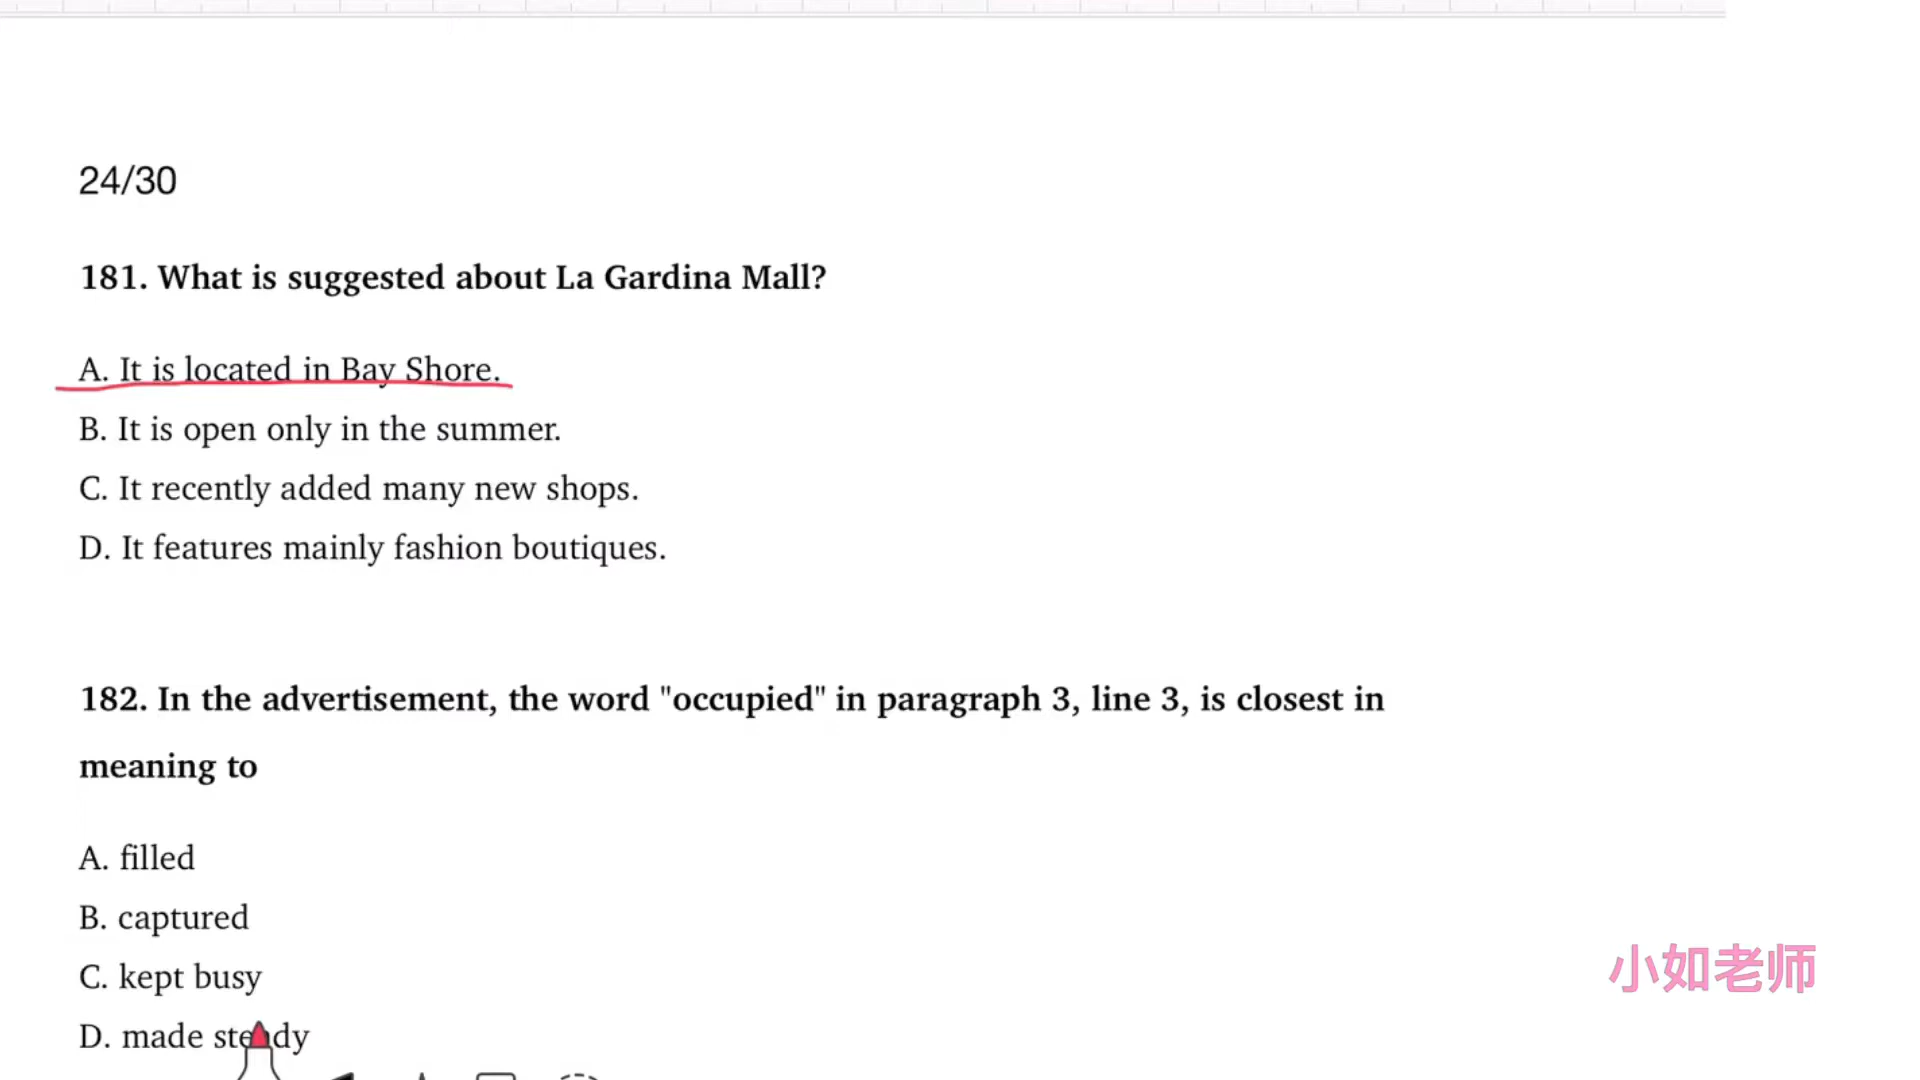 24/30
181. What is suggested about La Gardina Mall?
A. It is located in Bay Shore.
B. It is open only in the summer.
C. It recently added many new shops.
D. It features mainly fashion boutiques.
182. In the advertisement, the word "occupied" in paragraph 3, line 3, is closest in
meaning to
A. filled
B. captured
C. kept busy
D. made steady
小如老师